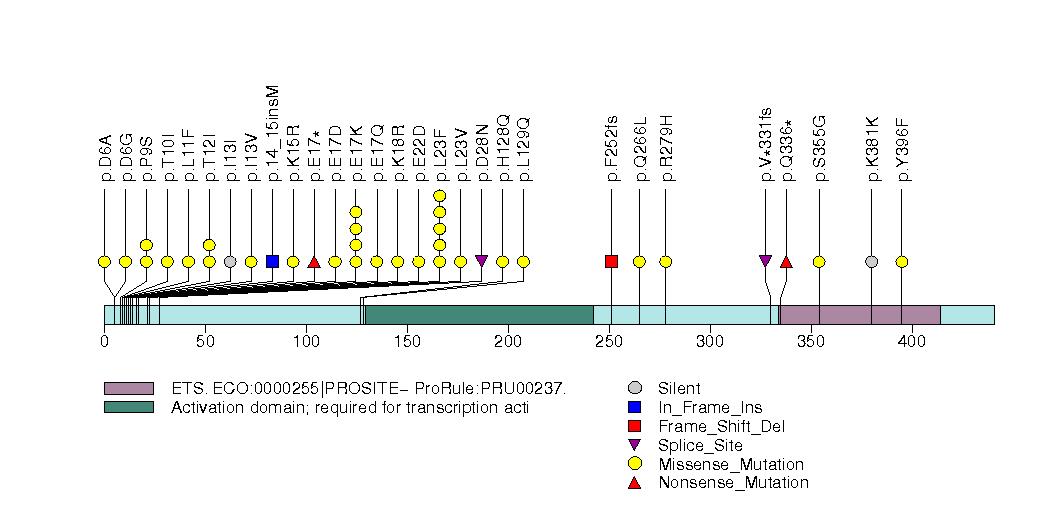 p.D6A
p.D6G
p.P9S
p.T10I
p.L11F
p.T12I
p.I13I
p.I13V
p.14_15insM
p.K15R
p.E17*
p.E17D
p.E17K
p.E17Q
p.K18R
p.E22D
p.L23F
p.L23V
p.D28N
p.H128Q
p.L129Q
p.F252fs
p.Q266L
p.R279H
p.V*331fs
p.Q336*
p.S355G
p.K381K
p.Y396F
0 50 100 150 200 250 300 350 400
ETS. ECO:0000255|PROSITE- ProRule:PRU00237.
Activation domain; required for transcription acti
Silent
In_Frame_Ins
Frame_Shift_Del
Splice_Site
Missense_Mutation
Nonsense_Mutation